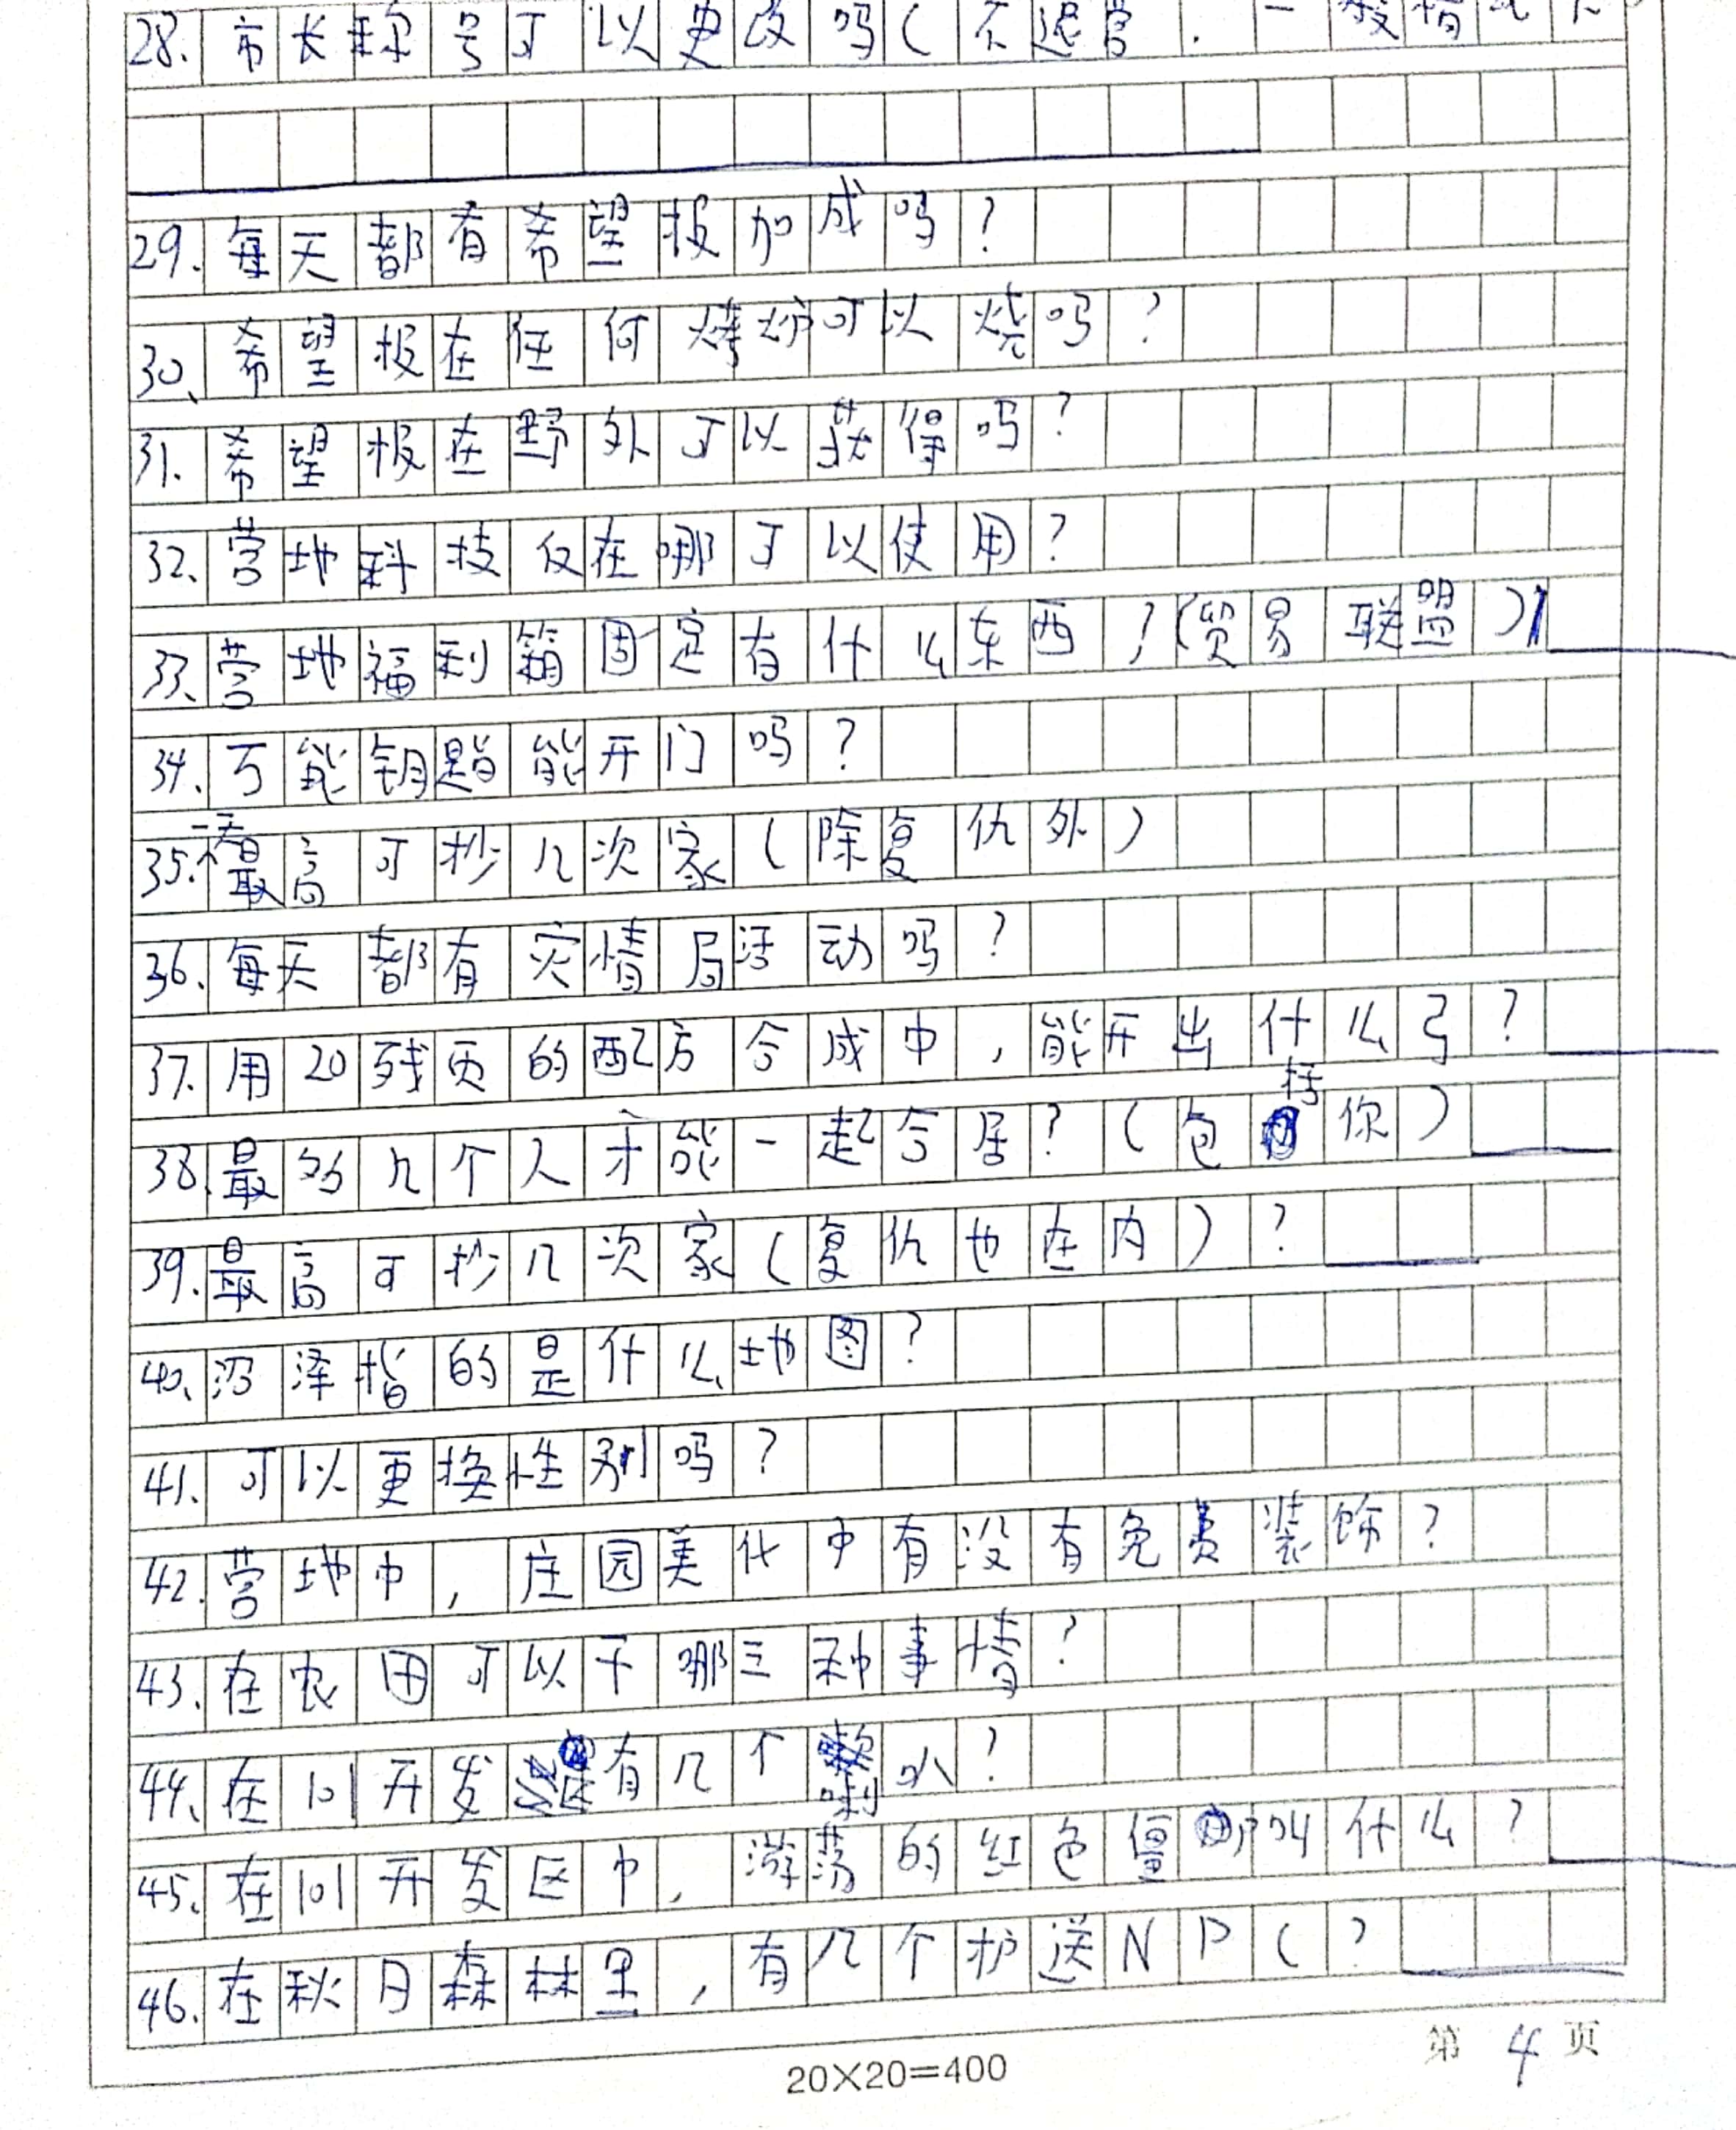 28. 市长称号可以更改吗(不退营.一般情况下
29. 每天都有希望报加成吗?
30、希望报在任何烤炉可以烧吗?
31. 希望报在野外可以获得吗?
32、营地科技仅在哪可以使用?
33、营地福利箱固定有什么东西?(贸易联盟)
34、万能钥匙能开门吗?
35.一天最高可抄几次家(除复仇外)
36、每天都有灾情局活动吗?
37. 用20残页的配方合成中,能开出什么弓?
38.最多几个人才能一起合居?(包括你)
39.最高可抄几次家(复仇也在内)?
40、沼泽指的是什么地图?
41、可以更换性别吗?
42.营地中,庄园美化中有没有免费装饰?
43、在农田可以干哪三种事情?
44、在101开发区有几个喇叭?
45、在101开发区中,游荡的红色僵尸叫什么?
46、在秋日森林里,有几个护送NPC?
第4页
20×20=400